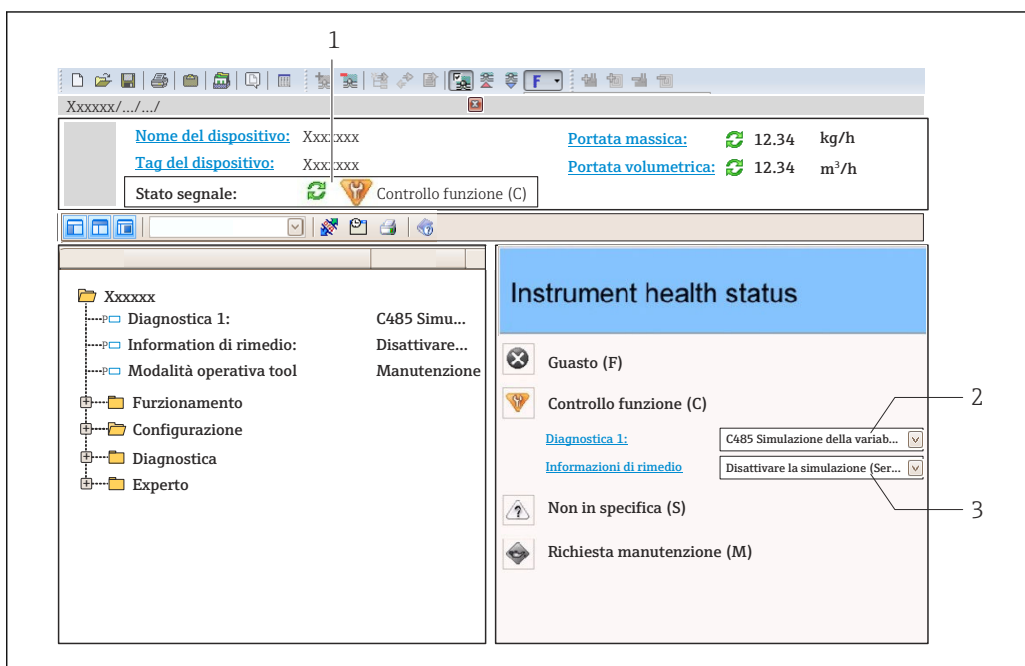 1
F
Xxxxxx/.../.../
Nome del dispositivo: Xxxxxxx
Portata massica: 12.34 kg/h
Tag del dispositivo: Xxxxxxx
Portata volumetrica: 12.34 m³/h
Stato segnale: Controllo funzione (C)
Xxxxxx
P Diagnostica 1: C485 Simu...
P Information di rimedio: Disattivare...
P Modalità operativa tool Manutenzione
Furzionamento
Configurazione
Diagnostica
Experto
Instrument health status
Guasto (F)
Controllo funzione (C)
2
Diagnostica 1: C485 Simulazione della variab...
Informazioni di rimedio Disattivare la simulazione (Ser...
Non in specifica (S)
3
Richiesta manutenzione (M)